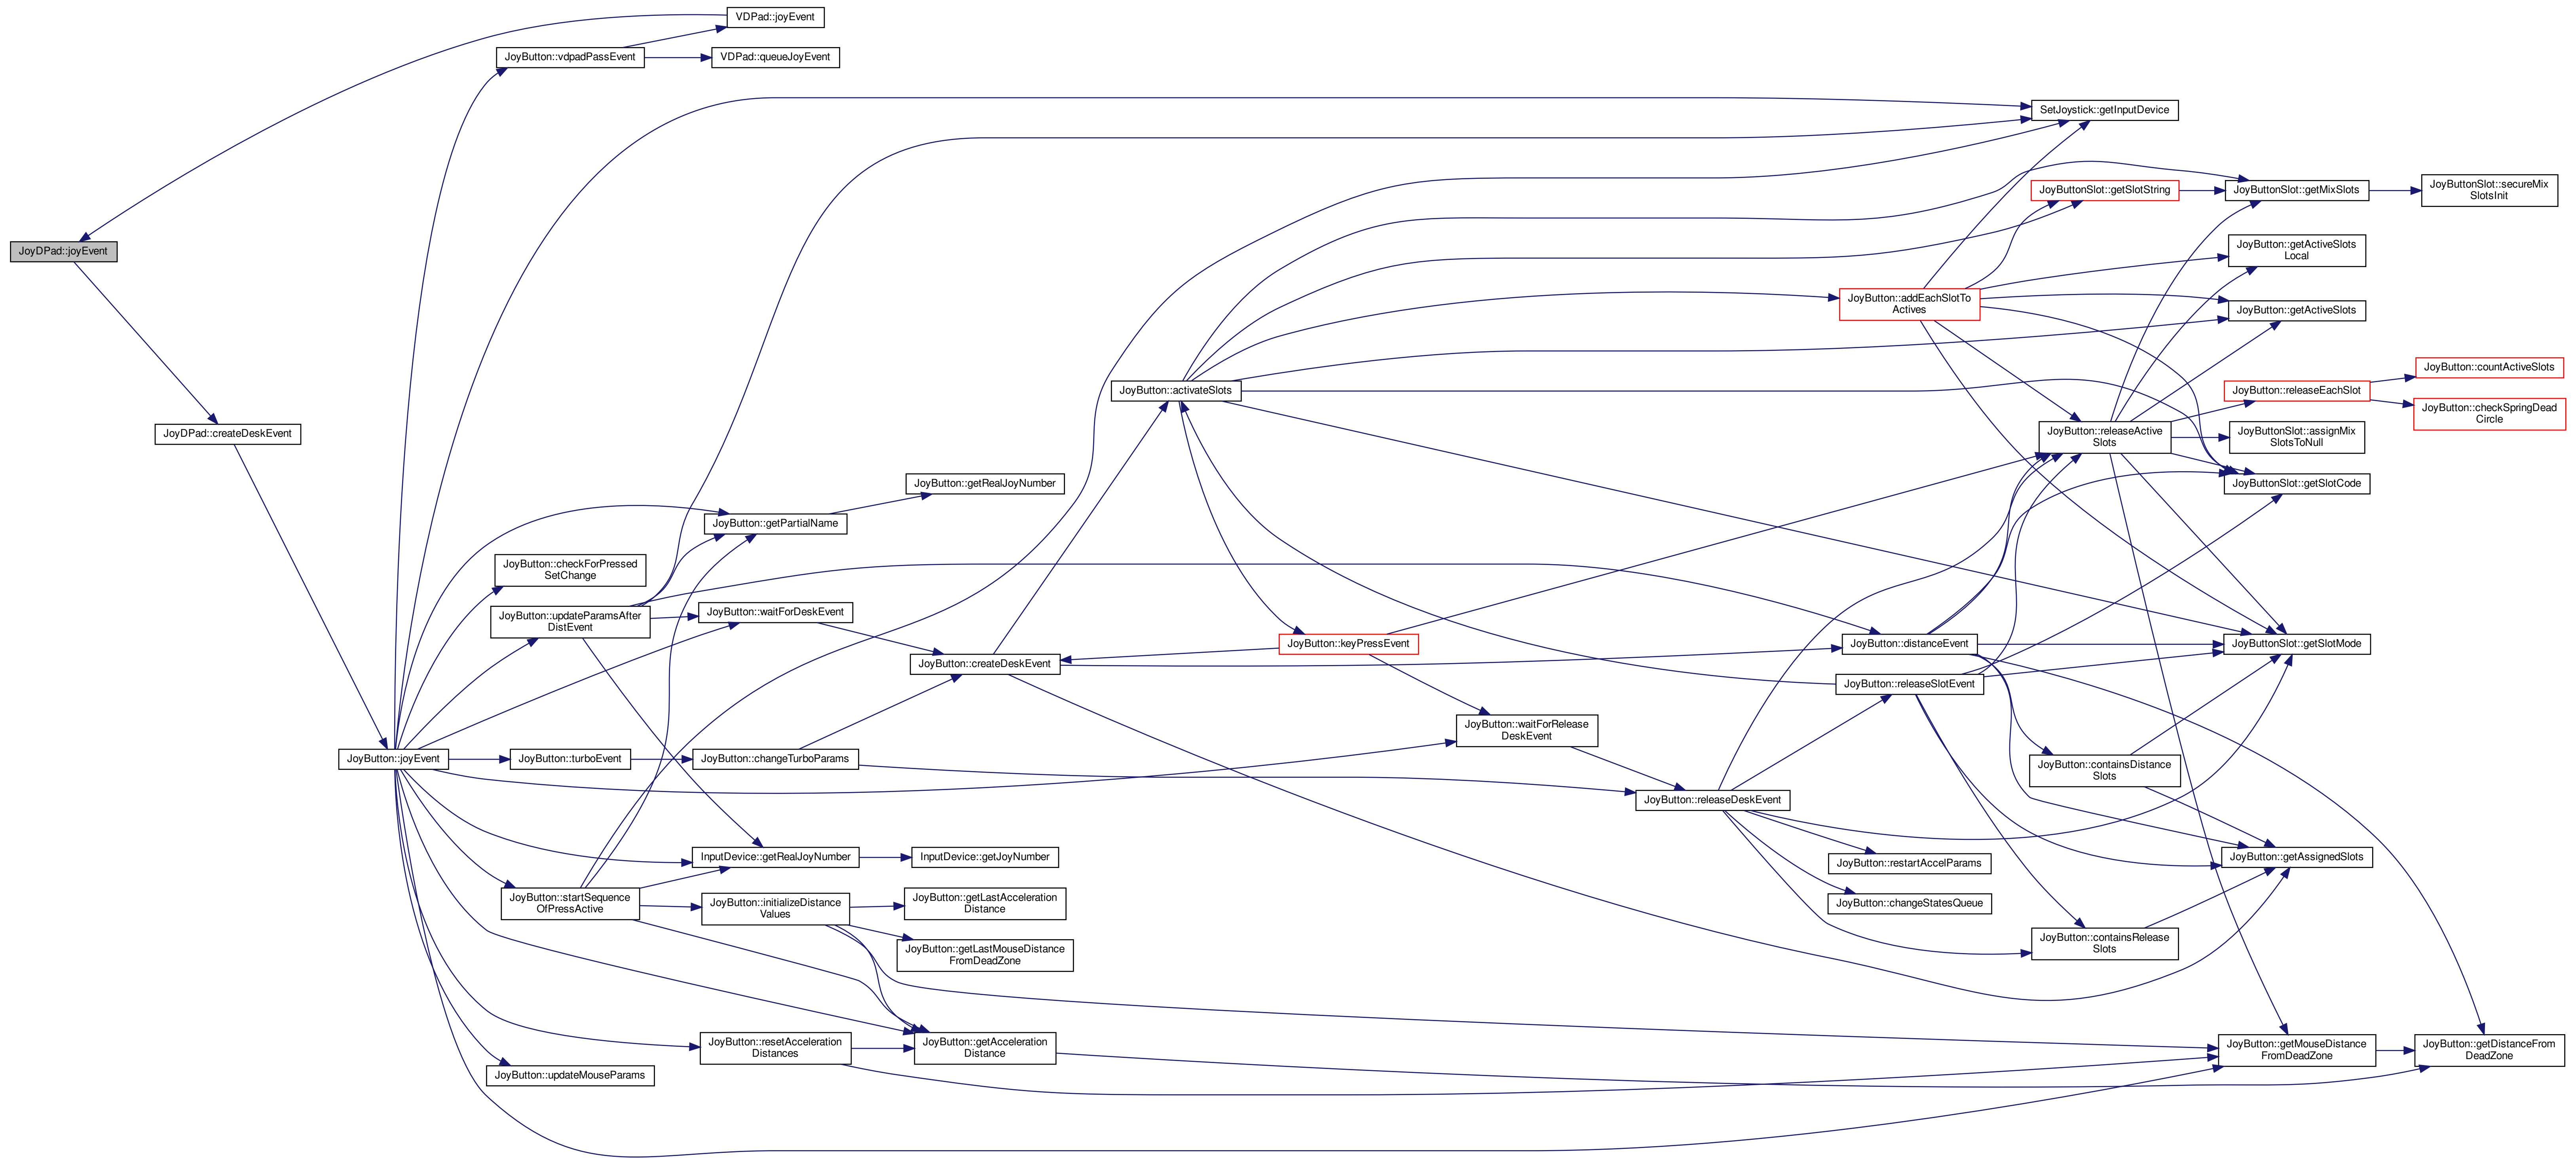 VDPad::joyEvent
JoyButton::vdpadPassEvent
VDPad::queueJoyEvent
SetJoystick::getInputDevice
JoyButtonSlot::getSlotString
JoyButtonSlot::getMixSlots
JoyButtonSlot::secureMix
SlotsInit
JoyDPad::joyEvent
JoyButton::getActiveSlots
Local
JoyButton::addEachSlotTo
Actives
JoyButton::getActiveSlots
JoyButton::countActiveSlots
JoyButton::activateSlots
JoyButton::releaseEachSlot
JoyButton::checkSpringDead
Circle
JoyDPad::createDeskEvent
JoyButton::releaseActive
Slots
JoyButtonSlot::assignMix
SlotsToNull
JoyButton::getRealJoyNumber
JoyButtonSlot::getSlotCode
JoyButton::getPartialName
JoyButton::checkForPressed
SetChange
JoyButton::updateParamsAfter
DistEvent
JoyButton::waitForDeskEvent
JoyButton::keyPressEvent
JoyButton::distanceEvent
JoyButtonSlot::getSlotMode
JoyButton::createDeskEvent
JoyButton::releaseSlotEvent
JoyButton::waitForRelease
DeskEvent
JoyButton::joyEvent
JoyButton::turboEvent
JoyButton::changeTurboParams
JoyButton::containsDistance
Slots
JoyButton::releaseDeskEvent
InputDevice::getRealJoyNumber
InputDevice::getJoyNumber
JoyButton::restartAccelParams
JoyButton::getAssignedSlots
JoyButton::startSequence
OfPressActive
JoyButton::initializeDistance
Values
JoyButton::getLastAcceleration
Distance
JoyButton::changeStatesQueue
JoyButton::getLastMouseDistance
FromDeadZone
JoyButton::containsRelease
Slots
JoyButton::resetAcceleration
Distances
JoyButton::getAcceleration
Distance
JoyButton::getMouseDistance
FromDeadZone
JoyButton::getDistanceFrom
DeadZone
JoyButton::updateMouseParams